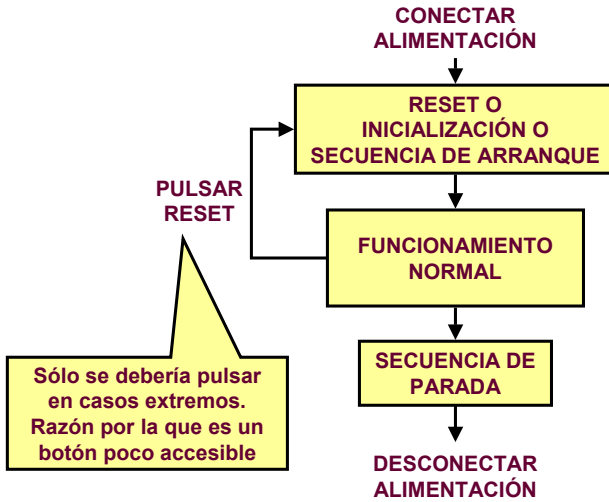 CONECTAR
ALIMENTACIÓN
RESET O
INICIALIZACIÓN O
SECUENCIA DE ARRANQUE
PULSAR
RESET
FUNCIONAMIENTO
NORMAL
Sólo se debería pulsar
en casos extremos.
Razón por la que es un
botón poco accesible
SECUENCIA DE
PARADA
DESCONECTAR
ALIMENTACIÓN